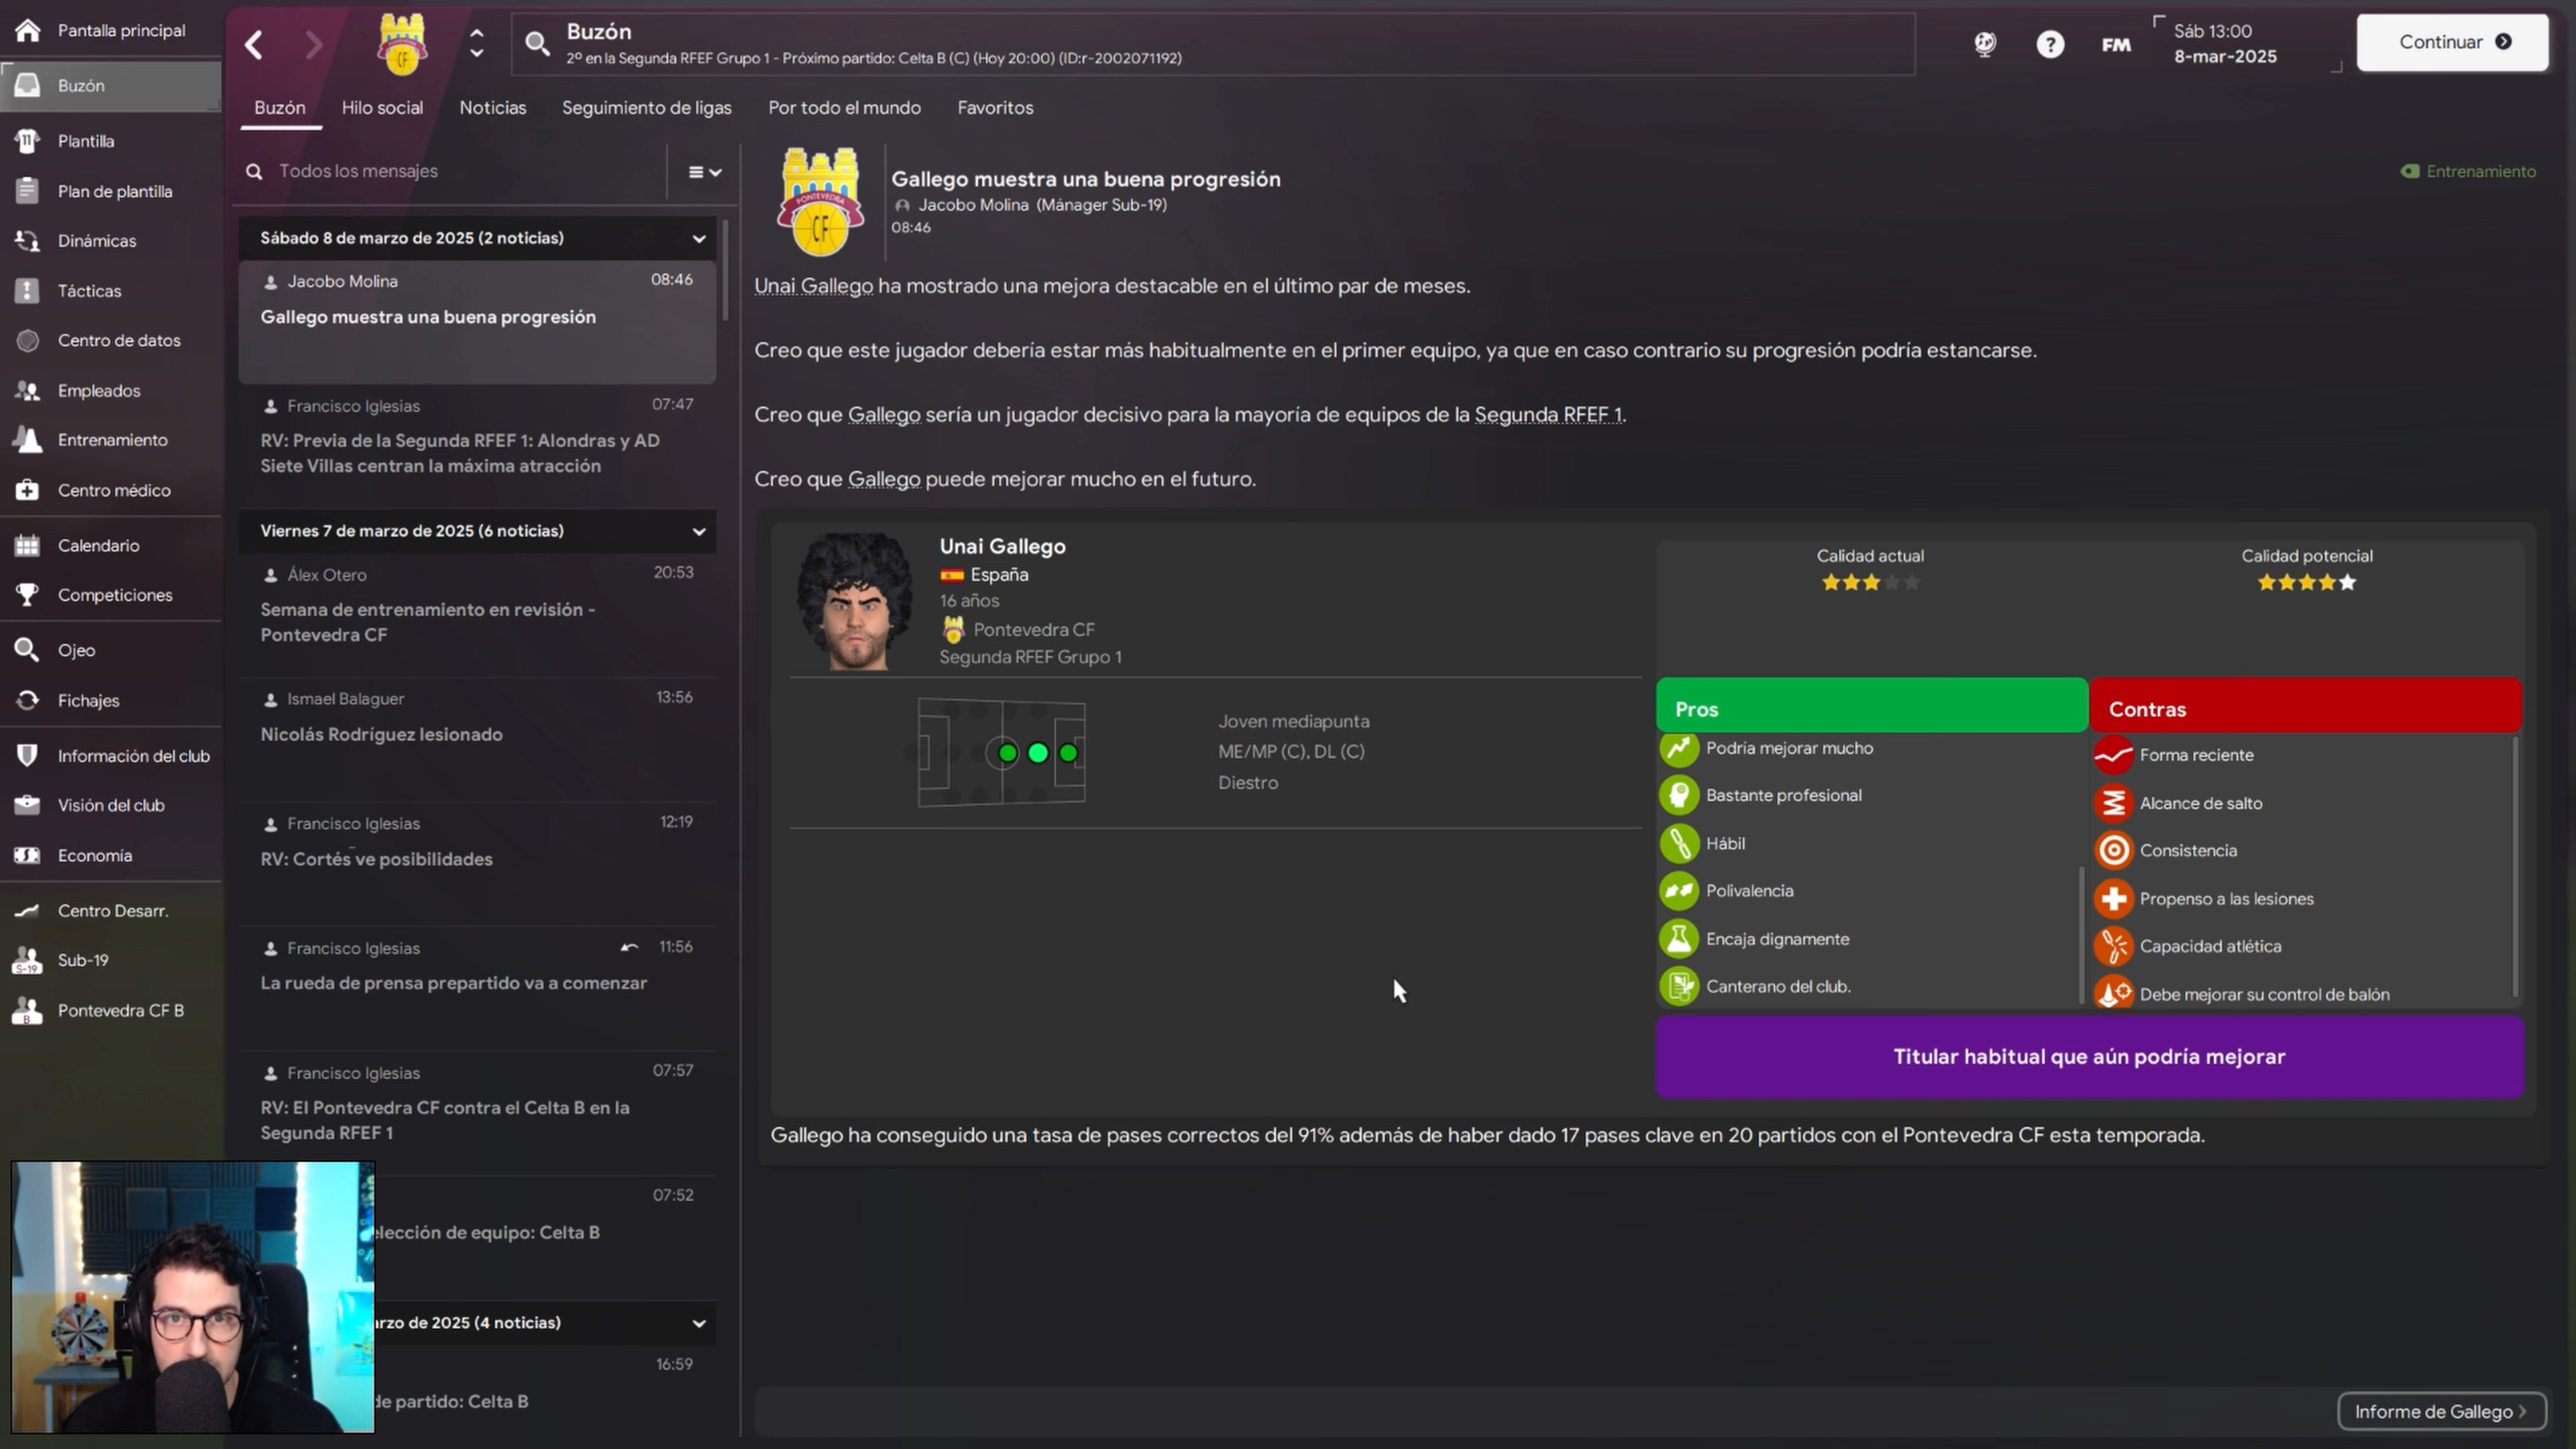 Pantalla principal
Buzón
Plantilla
Plan de plantilla
Dinámicas
Tácticas
Centro de datos
Empleados
Entrenamiento
Centro médico
Calendario
Competiciones
Ojeo
Fichajes
Información del club
Visión del club
Economía
Centro Desarr.
S-19
Sub-19
B
Pontevedra CF B
Buzón
2º en la Segunda RFEF Grupo 1 - Próximo partido: Celta B (C) (Hoy 20:00) (ID:r-2002071192)
FM
Sáb 13:00
8-mar-2025
Continuar
Buzón
Hilo social
Noticias
Seguimiento de ligas
Por todo el mundo
Favoritos
Todos los mensajes
Sábado 8 de marzo de 2025 (2 noticias)
Jacobo Molina
08:46
Gallego muestra una buena progresión
Francisco Iglesias
07:47
RV: Previa de la Segunda RFEF 1: Alondras y AD
Siete Villas centran la máxima atracción
Viernes 7 de marzo de 2025 (6 noticias)
Álex Otero
20:53
Semana de entrenamiento en revisión -
Pontevedra CF
Ismael Balaguer
13:56
Nicolás Rodríguez lesionado
Francisco Iglesias
12:19
RV: Cortés ve posibilidades
Francisco Iglesias
11:56
La rueda de prensa prepartido va a comenzar
Francisco Iglesias
07:57
RV: El Pontevedra CF contra el Celta B en la
Segunda RFEF 1
07:52
elección de equipo: Celta B
arzo de 2025 (4 noticias)
16:59
de partido: Celta B
PONTEVEDRA
CF
Gallego muestra una buena progresión
Jacobo Molina (Mánager Sub-19)
08:46
Entrenamiento
Unai Gallego ha mostrado una mejora destacable en el último par de meses.
Creo que este jugador debería estar más habitualmente en el primer equipo, ya que en caso contrario su progresión podría estancarse.
Creo que Gallego sería un jugador decisivo para la mayoría de equipos de la Segunda RFEF 1.
Creo que Gallego puede mejorar mucho en el futuro.
Unai Gallego
España
16 años
Pontevedra CF
Segunda RFEF Grupo 1
Joven mediapunta
ME/MP (C), DL (C)
Diestro
Calidad actual
Calidad potencial
Pros
Podría mejorar mucho
Bastante profesional
Hábil
Polivalencia
Encaja dignamente
Canterano del club.
Contras
Forma reciente
Alcance de salto
Consistencia
Propenso a las lesiones
Capacidad atlética
Debe mejorar su control de balón
Titular habitual que aún podría mejorar
Gallego ha conseguido una tasa de pases correctos del 91% además de haber dado 17 pases clave en 20 partidos con el Pontevedra CF esta temporada.
Informe de Gallego